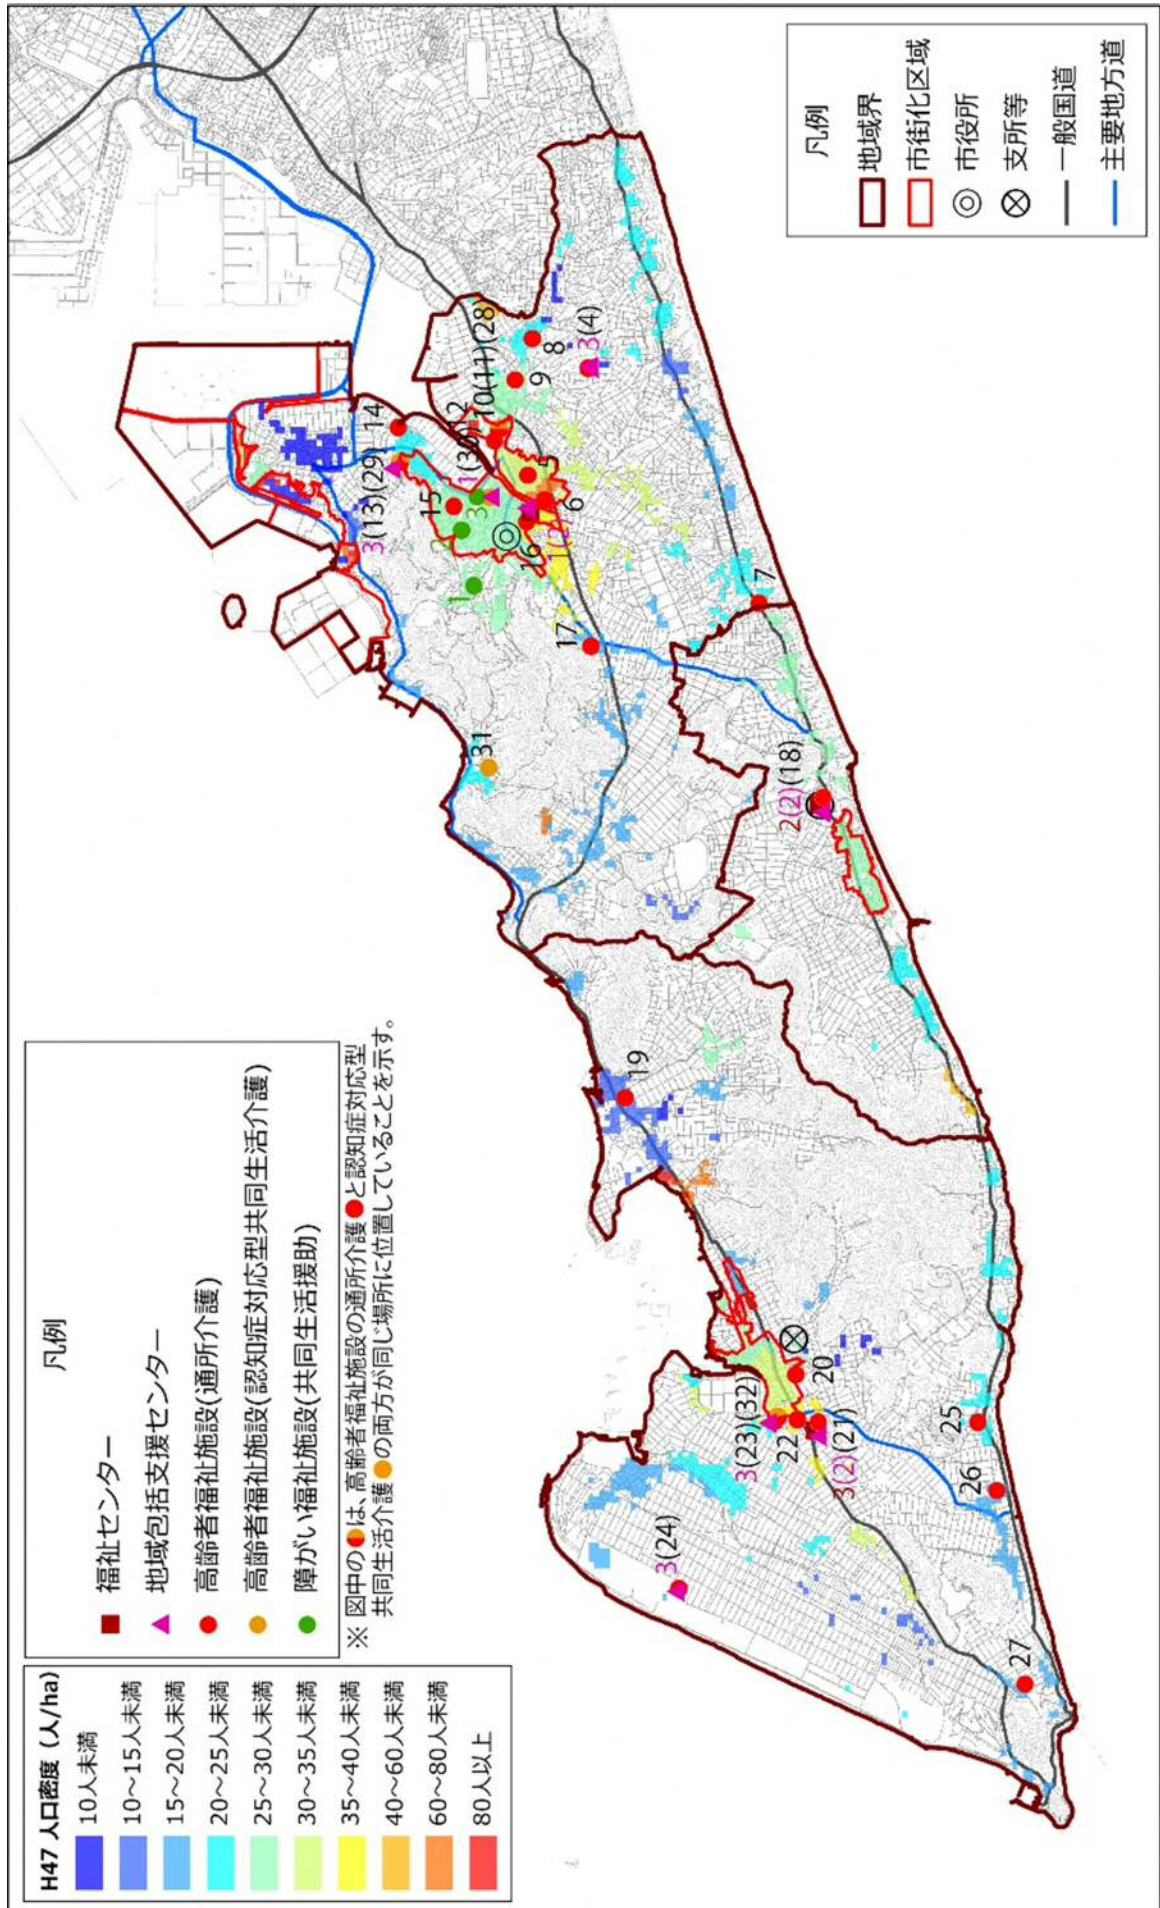 H47 人口密度 (人/ha)
10人未満
10～15人未満
15～20人未満
20～25人未満
25～30人未満
30～35人未満
35～40人未満
40～60人未満
60～80人未満
80人以上
凡例
福祉センター
地域包括支援センター
高齢者福祉施設(通所介護)
高齢者福祉施設(認知症対応型共同生活介護)
障がい福祉施設(共同生活援助)
※ 図中の は、高齢者福祉施設の通所介護 と認知症対応型
共同生活介護 の両方が同じ場所に位置していることを示す。
凡例
地域界
市街化区域
市役所
支所等
一般国道
主要地方道
3(13)(29)
14
15
2
3
1(30)
12
10(11)(28)
9
8
3(4)
1
16
1(2)
5
6
17
7
31
2(2)(18)
19
20
3(23)(32)
22
3(2)(21)
3(24)
25
26
27